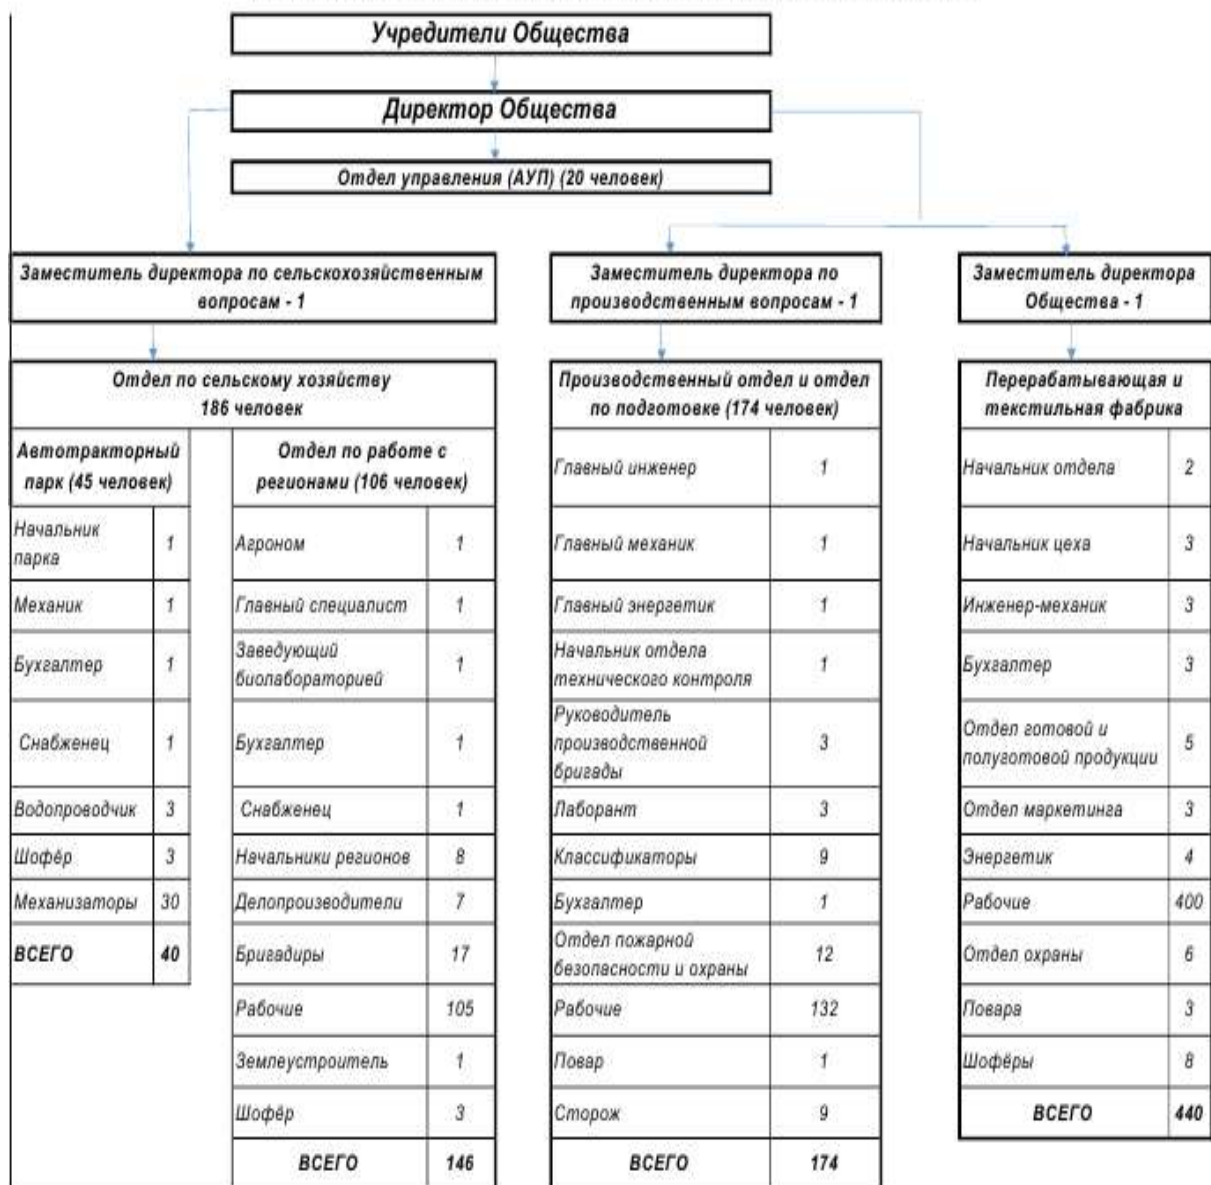 Учредители Общества
Директор Общества
Отдел управления (АУП) (20 человек)
Заместитель директора по сельскохозяйственным
вопросам - 1
Заместитель директора по
производственным вопросам - 1
Заместитель директора
Общества - 1
Отдел по сельскому хозяйству
186 человек
Автотракторный
парк (45 человек)
Начальник
парка 1
Механик 1
Бухгалтер 1
Снабженец 1
Водопроводчик 3
Шофёр 3
Механизаторы 30
ВСЕГО 40
Отдел по работе с
регионами (106 человек)
Агроном 1
Главный специалист 1
Заведующий
биолабораторией 1
Бухгалтер 1
Снабженец 1
Начальники регионов 8
Делопроизводители 7
Бригадиры 17
Рабочие 105
Землеустроитель 1
Шофёр 3
ВСЕГО 146
Производственный отдел и отдел
по подготовке (174 человек)
Главный инженер 1
Главный механик 1
Главный энергетик 1
Начальник отдела
технического контроля 1
Руководитель
производственной 3
бригады
Лаборант 3
Классификаторы 9
Бухгалтер 1
Отдел пожарной
безопасности и охраны 12
Рабочие 132
Повар 1
Сторож 9
ВСЕГО 174
Перерабатывающая и
текстильная фабрика
Начальник отдела 2
Начальник цеха 3
Инженер-механик 3
Бухгалтер 3
Отдел готовой и
полуготовой продукции 5
Отдел маркетинга 3
Энергетик 4
Рабочие 400
Отдел охраны 6
Повара 3
Шофёры 8
ВСЕГО 440